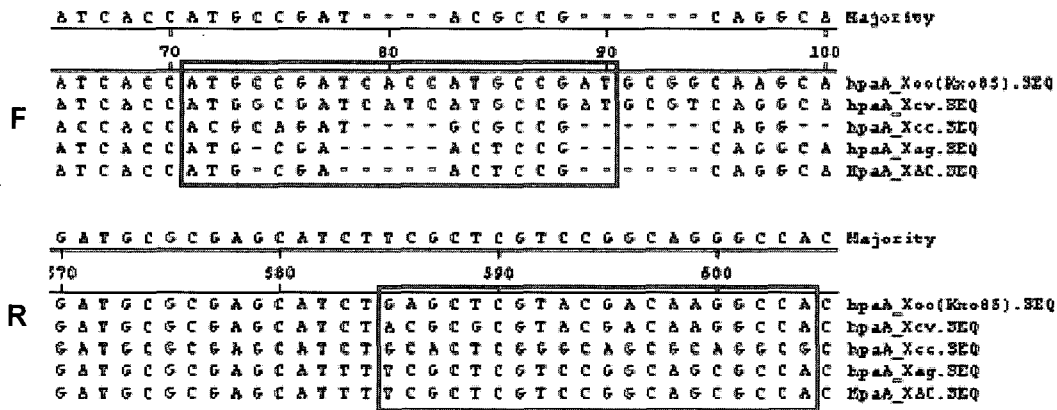 A T C A C C A T G C C G A T - - - - A C G C C G - - - - - C A G G C A Majority
70 80 90 100
A T C A C C A T G C C G A T C A C C A T G C C G A T G C G G C A A G C A hpaA_Xoo(Kxo85).SEQ
F
A T C A C C A T G G C G A T C A T C A T G C C G A T G C G T C A G G C A hpaA_Xcv.SEQ
A C C A C C A C G C A G A T - - - - G C G C C G - - - - - C A G G - - hpaA_Xcc.SEQ
A T C A C C A T G - C G A - - - - - A C T C C G - - - - - C A G G C A HpaA_Xag.SEQ
A T C A C C A T G - C G A - - - - - A C T C C G - - - - - C A G G C A HpaA_XAC.SEQ
G A T G C G C G A G C A T C T T C G C T C G T C C G G C A G G G C C A C Majority
570 580 590 600
G A T G C G C G A G C A T C T G A G C T C G T A C G A C A A G G C C A C hpaA_Xoo(Kxo85).SEQ
R
G A T G C G C G A G C A T C T A C G C G C G T A C G A C A A G G C C A C hpaA_Xcv.SEQ
G A T G C G C G A G C A T C T G C A C T C G G G C A G C G C A G G C G C hpaA_Xcc.SEQ
G A T G C G C G A G C A T T T T C G C T C G T C C G G C A G C G C C A C HpaA_Xag.SEQ
G A T G C G C G A G C A T T T T C G C T C G T C C G G C A G C G C C A C HpaA_XAC.SEQ